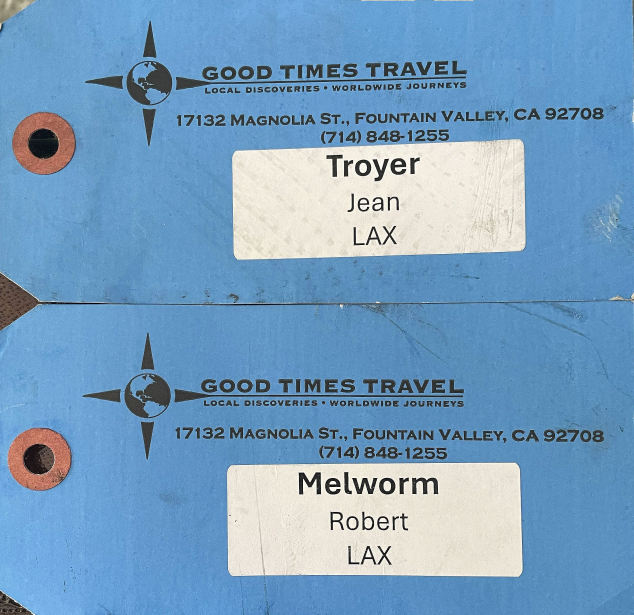 GOOD TIMES TRAVEL
LOCAL DISCOVERIES • WORLDWIDE JOURNEYS
17132 MAGNOLIA ST., FOUNTAIN VALLEY, CA 92708
(714) 848-1255
Troyer
Jean
LAX
GOOD TIMES TRAVEL
LOCAL DISCOVERIES • WORLDWIDE JOURNEYS
17132 MAGNOLIA ST., FOUNTAIN VALLEY, CA 92708
(714) 848-1255
Melworm
Robert
LAX